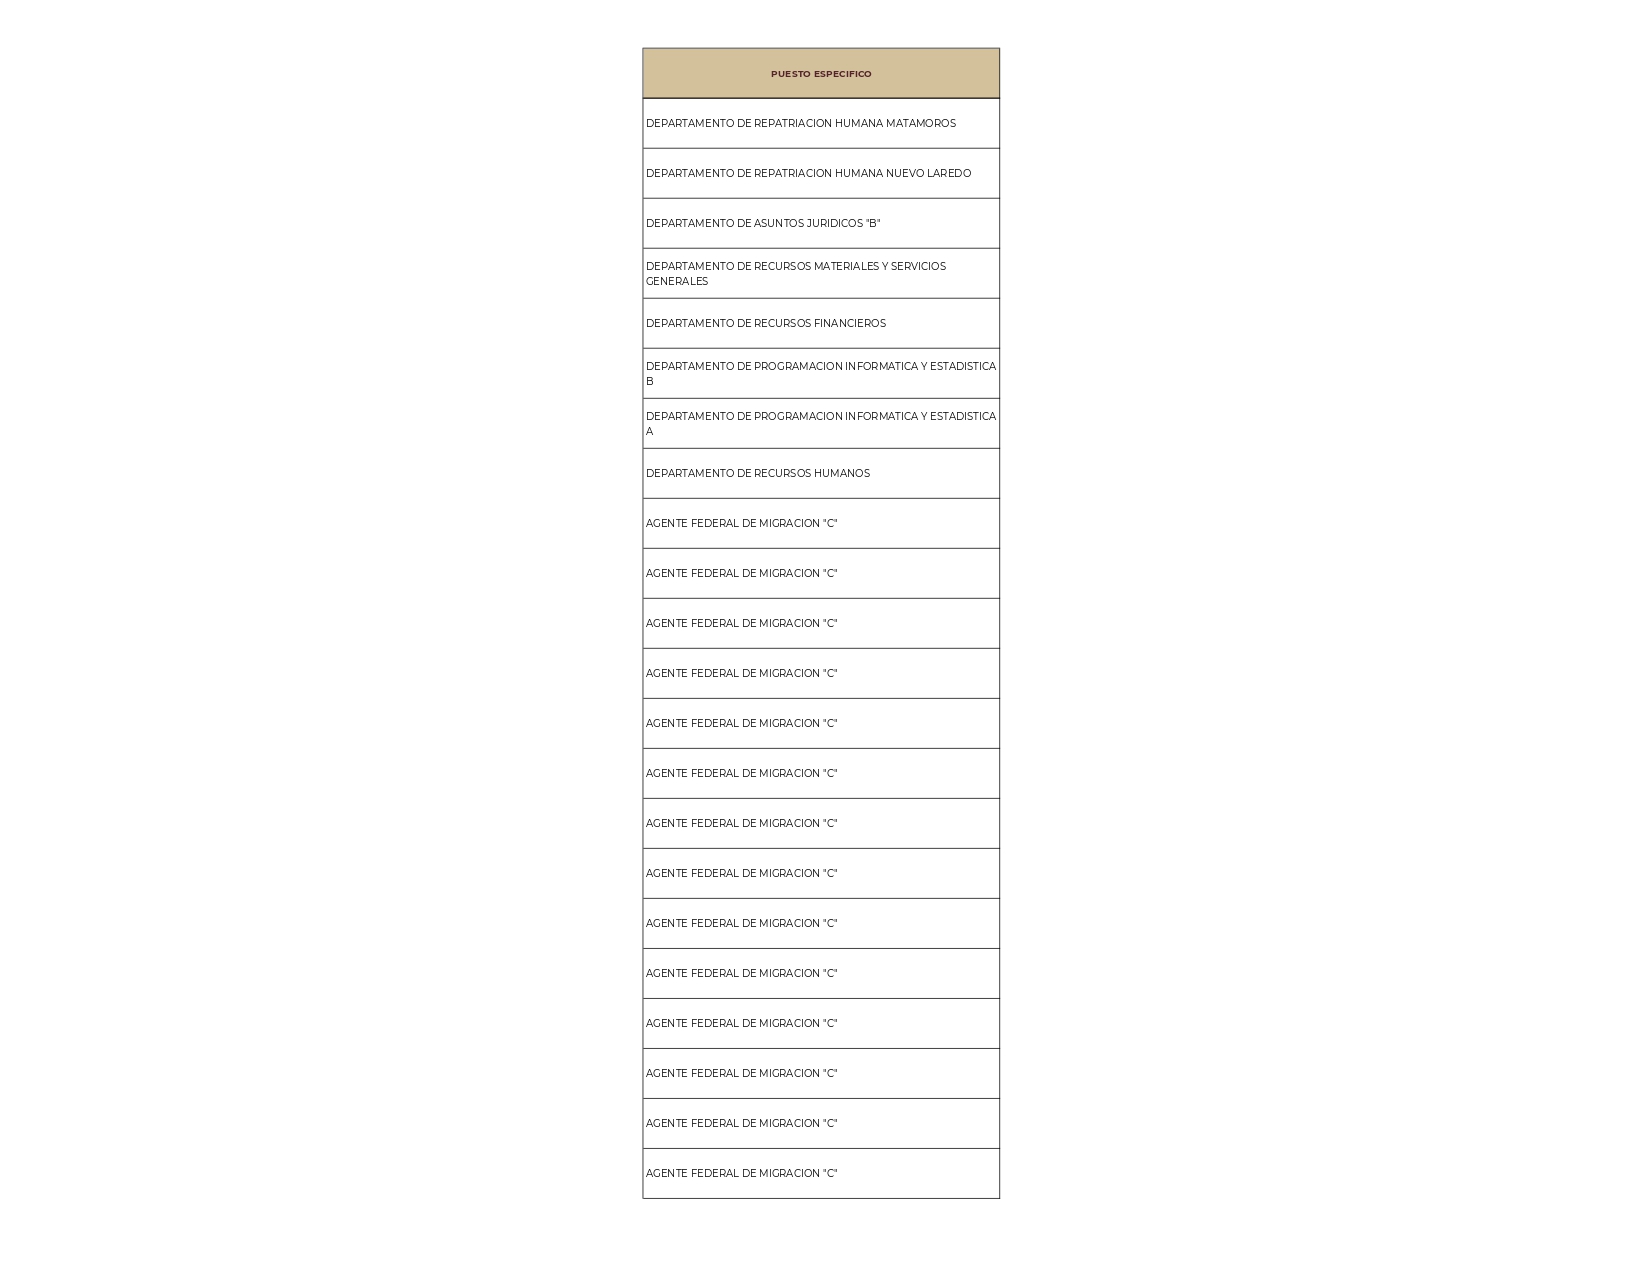 PUESTO ESPECIFICO
DEPARTAMENTO DE REPATRIACION HUMANA MATAMOROS
DEPARTAMENTO DE REPATRIACION HUMANA NUEVO LAREDO
DEPARTAMENTO DE ASUNTOS JURIDICOS "B"
DEPARTAMENTO DE RECURSOS MATERIALES Y SERVICIOS
GENERALES
DEPARTAMENTO DE RECURSOS FINANCIEROS
DEPARTAMENTO DE PROGRAMACION INFORMATICA Y ESTADISTICA
B
DEPARTAMENTO DE PROGRAMACION INFORMATICA Y ESTADISTICA
A
DEPARTAMENTO DE RECURSOS HUMANOS
AGENTE FEDERAL DE MIGRACION "C"
AGENTE FEDERAL DE MIGRACION "C"
AGENTE FEDERAL DE MIGRACION "C"
AGENTE FEDERAL DE MIGRACION "C"
AGENTE FEDERAL DE MIGRACION "C"
AGENTE FEDERAL DE MIGRACION "C"
AGENTE FEDERAL DE MIGRACION "C"
AGENTE FEDERAL DE MIGRACION "C"
AGENTE FEDERAL DE MIGRACION "C"
AGENTE FEDERAL DE MIGRACION "C"
AGENTE FEDERAL DE MIGRACION "C"
AGENTE FEDERAL DE MIGRACION "C"
AGENTE FEDERAL DE MIGRACION "C"
AGENTE FEDERAL DE MIGRACION "C"